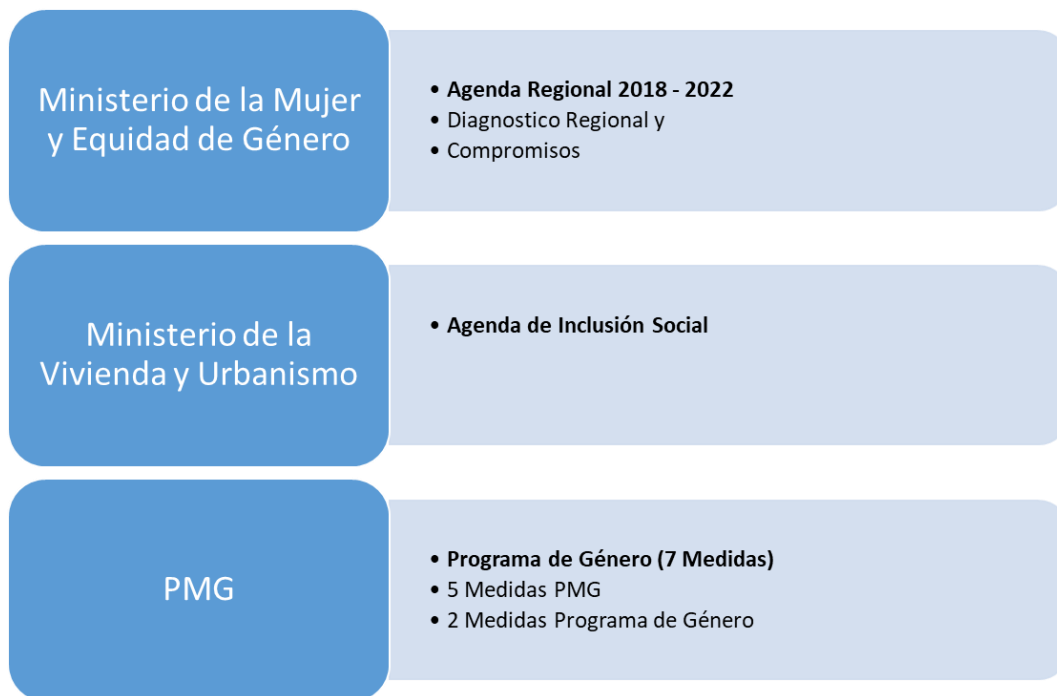 Ministerio de la Mujer
y Equidad de Género
• Agenda Regional 2018 - 2022
• Diagnostico Regional y
• Compromisos
Ministerio de la
Vivienda y Urbanismo
• Agenda de Inclusión Social
PMG
• Programa de Género (7 Medidas)
• 5 Medidas PMG
• 2 Medidas Programa de Género